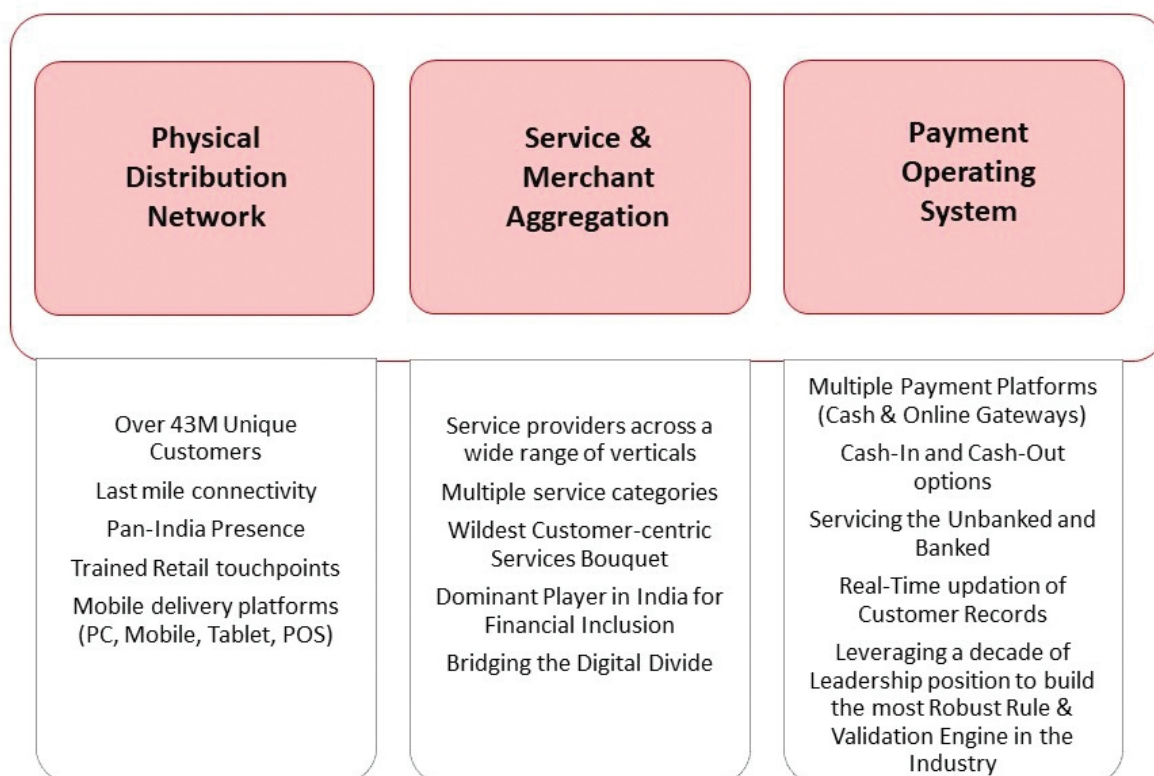 Physical
Distribution
Network
Over 43M Unique
Customers
Last mile connectivity
Pan-India Presence
Trained Retail touchpoints
Mobile delivery platforms
(PC, Mobile, Tablet, POS)
Service &
Merchant
Aggregation
Service providers across a
wide range of verticals
Multiple service categories
Wildest Customer-centric
Services Bouquet
Dominant Player in India for
Financial Inclusion
Bridging the Digital Divide
Payment
Operating
System
Multiple Payment Platforms
(Cash & Online Gateways)
Cash-In and Cash-Out
options
Servicing the Unbanked and
Banked
Real-Time updation of
Customer Records
Leveraging a decade of
Leadership position to build
the most Robust Rule &
Validation Engine in the
Industry